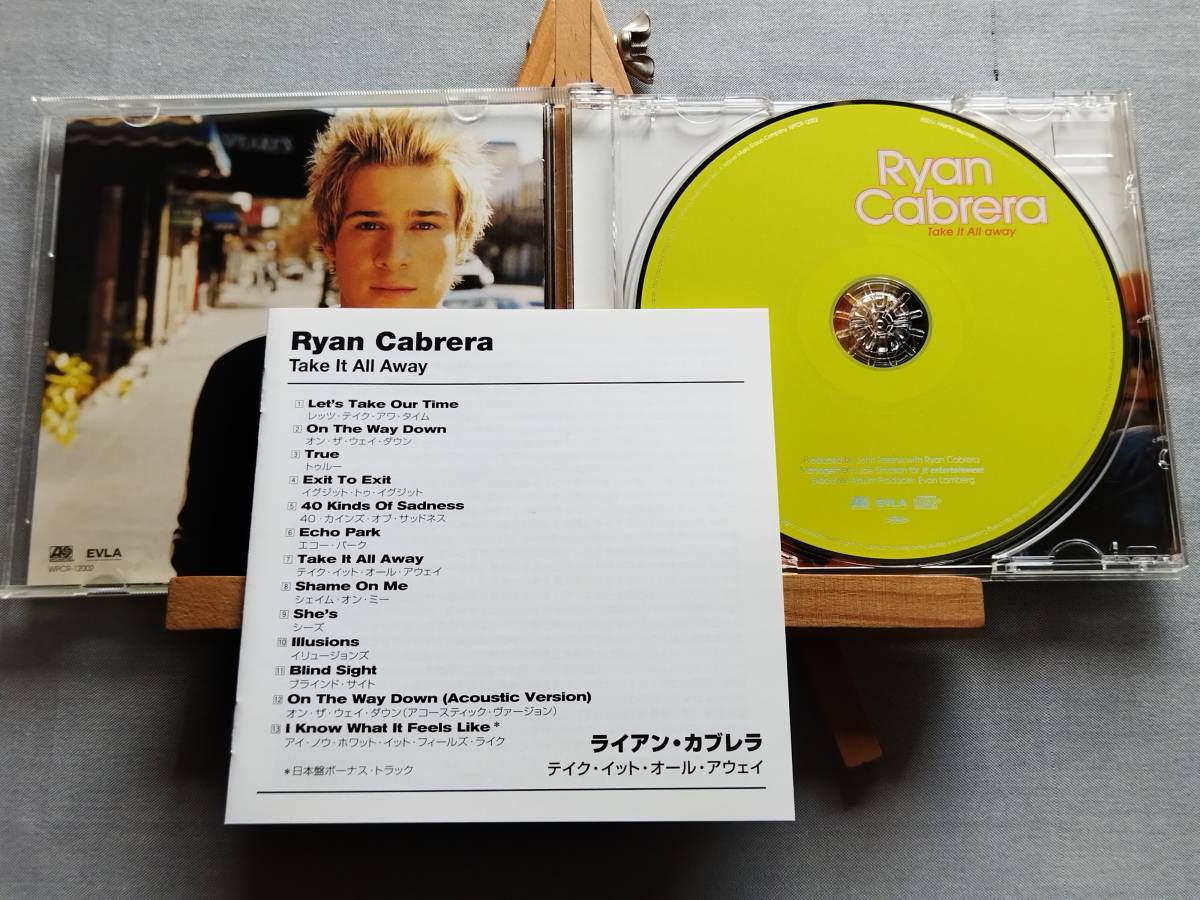 SPEAKE'S
EVLA
WPCR-12002
Ryan Cabrera
Take It All Away
1 Let's Take Our Time
レッツ・テイク・アワ・タイム
2 On The Way Down
オン・ザ・ウェイ・ダウン
3 True
トゥルー
4 Exit To Exit
イグジット・トゥ・イグジット
5 40 Kinds Of Sadness
40・カインズ・オブ・サッドネス
6 Echo Park
エコー・パーク
7 Take It All Away
テイク・イット・オール・アウェイ
8 Shame On Me
シェイム・オン・ミー
9 She's
シーズ
10 Illusions
イリュージョンズ
11 Blind Sight
ブラインド・サイト
12 On The Way Down (Acoustic Version)
オン・ザ・ウェイ・ダウン(アコースティック・ヴァージョン)
13 I Know What It Feels Like*
アイ・ノウ・ホワット・イット・フィールズ・ライク
*日本盤ボーナス・トラック
ライアン・カブレラ
テイク・イット・オール・アウェイ
Ryan
Cabrera
Take It All away
with Ryan Cabrera
for jt entertainment
Album Producer: Evan Lamberg
EVLA